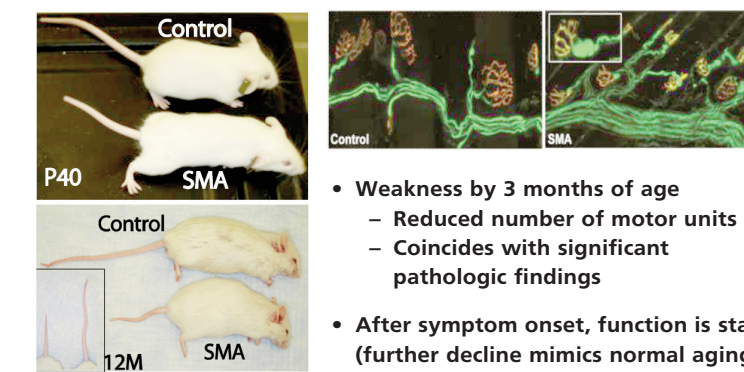 Control
P40
SMA
Control
12M
SMA
Control
SMA
• Weakness by 3 months of age
– Reduced number of motor units
– Coincides with significant
pathologic findings
• After symptom onset, function is
(further decline mimics normal aging